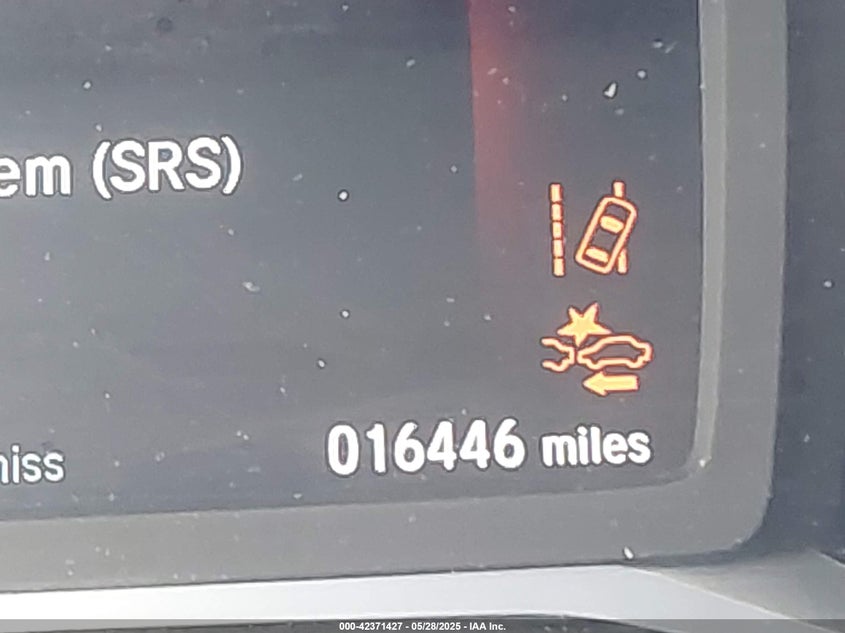 em (SRS)
016446 miles
niss
000-42371427 - 05/28/2025 - IAA Inc.